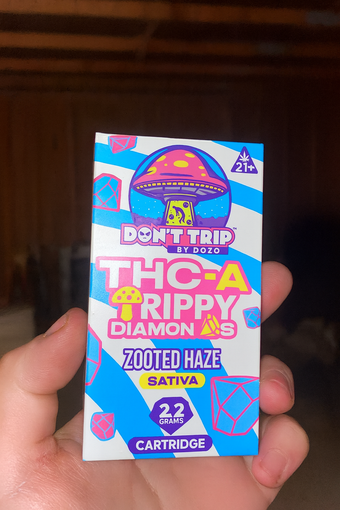 21+
DON'T TRIP
BY DOZO
THC-A
TRIPPY
DIAMONDS
ZOOTED HAZE
SATIVA
2.2
GRAMS
CARTRIDGE